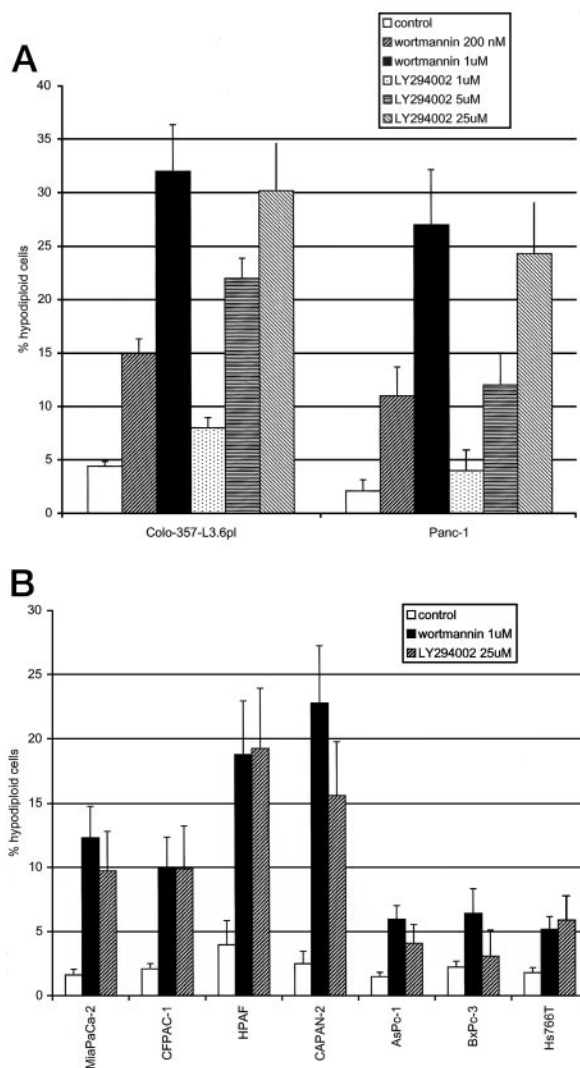 control
wortmannin 200 nM
A
wortmannin 1uM
LY294002 1uM
LY294002 5uM
LY294002 25uM
40
35
30
25
20
15
10
5
0
% hypodiploid cells
Colo-357-L3.6pl
Panc-1
B
control
wortmannin 1uM
LY294002 25uM
30
25
20
15
10
5
0
% hypodiploid cells
MiaPaCa-2
CFPAC-1
HPAF
CAPAN-2
AsPc-1
BxPc-3
Hs766T